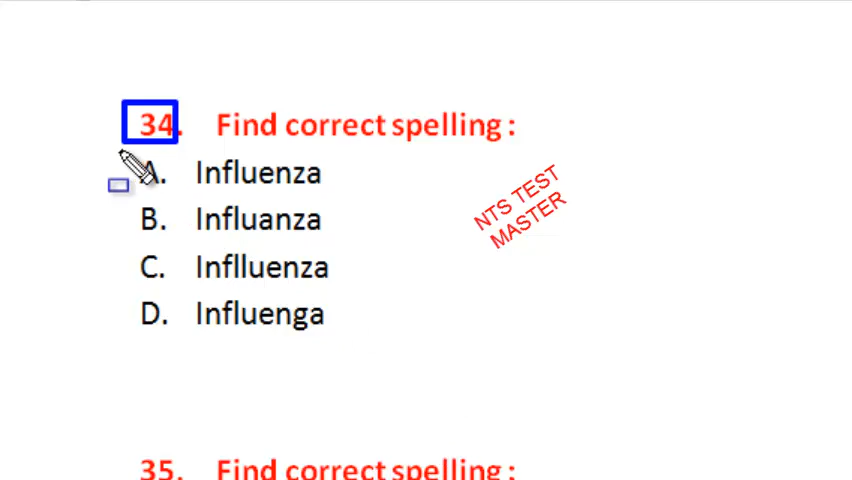 34. Find correct spelling :
A. Influenza
B. Influanza
C. Inflluenza
D. Influenga
NTS TEST
MASTER
35. Find correct spelling :